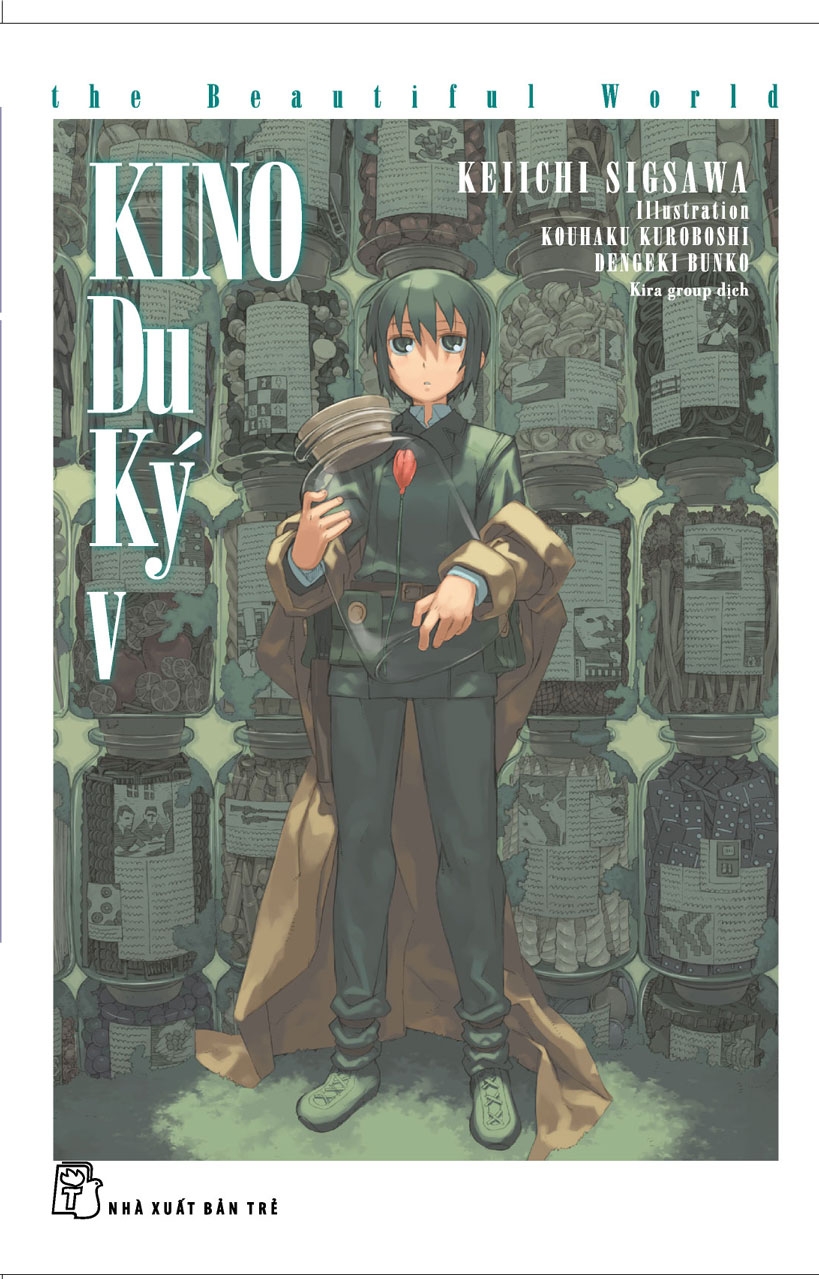 the Beautiful World
KINO
Du
Ký
V
KEIICHI SIGSAWA
Illustration
KOUHAKU KUROBOSHI
DENGEKI BUNKO
Kira group dịch
T
NHÀ XUẤT BẢN TRẺ